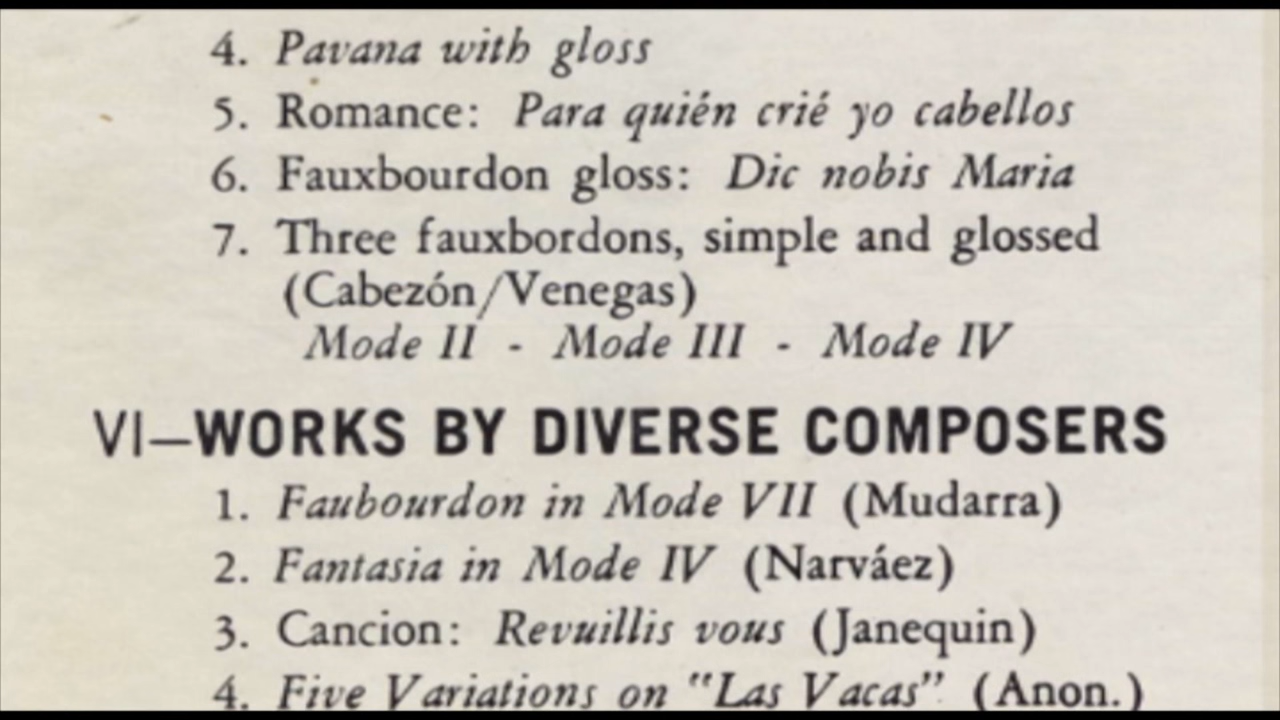 4. Pavana with gloss
5. Romance: Para quién crié yo cabellos
6. Fauxbourdon gloss: Dic nobis Maria
7. Three fauxbordons, simple and glossed
(Cabezón/Venegas)
Mode II - Mode III - Mode IV
VI—WORKS BY DIVERSE COMPOSERS
1. Faubourdon in Mode VII (Mudarra)
2. Fantasia in Mode IV (Narváez)
3. Cancion: Revuillis vous (Janequin)
4. Five Variations on "Las Vacas" (Anon.)